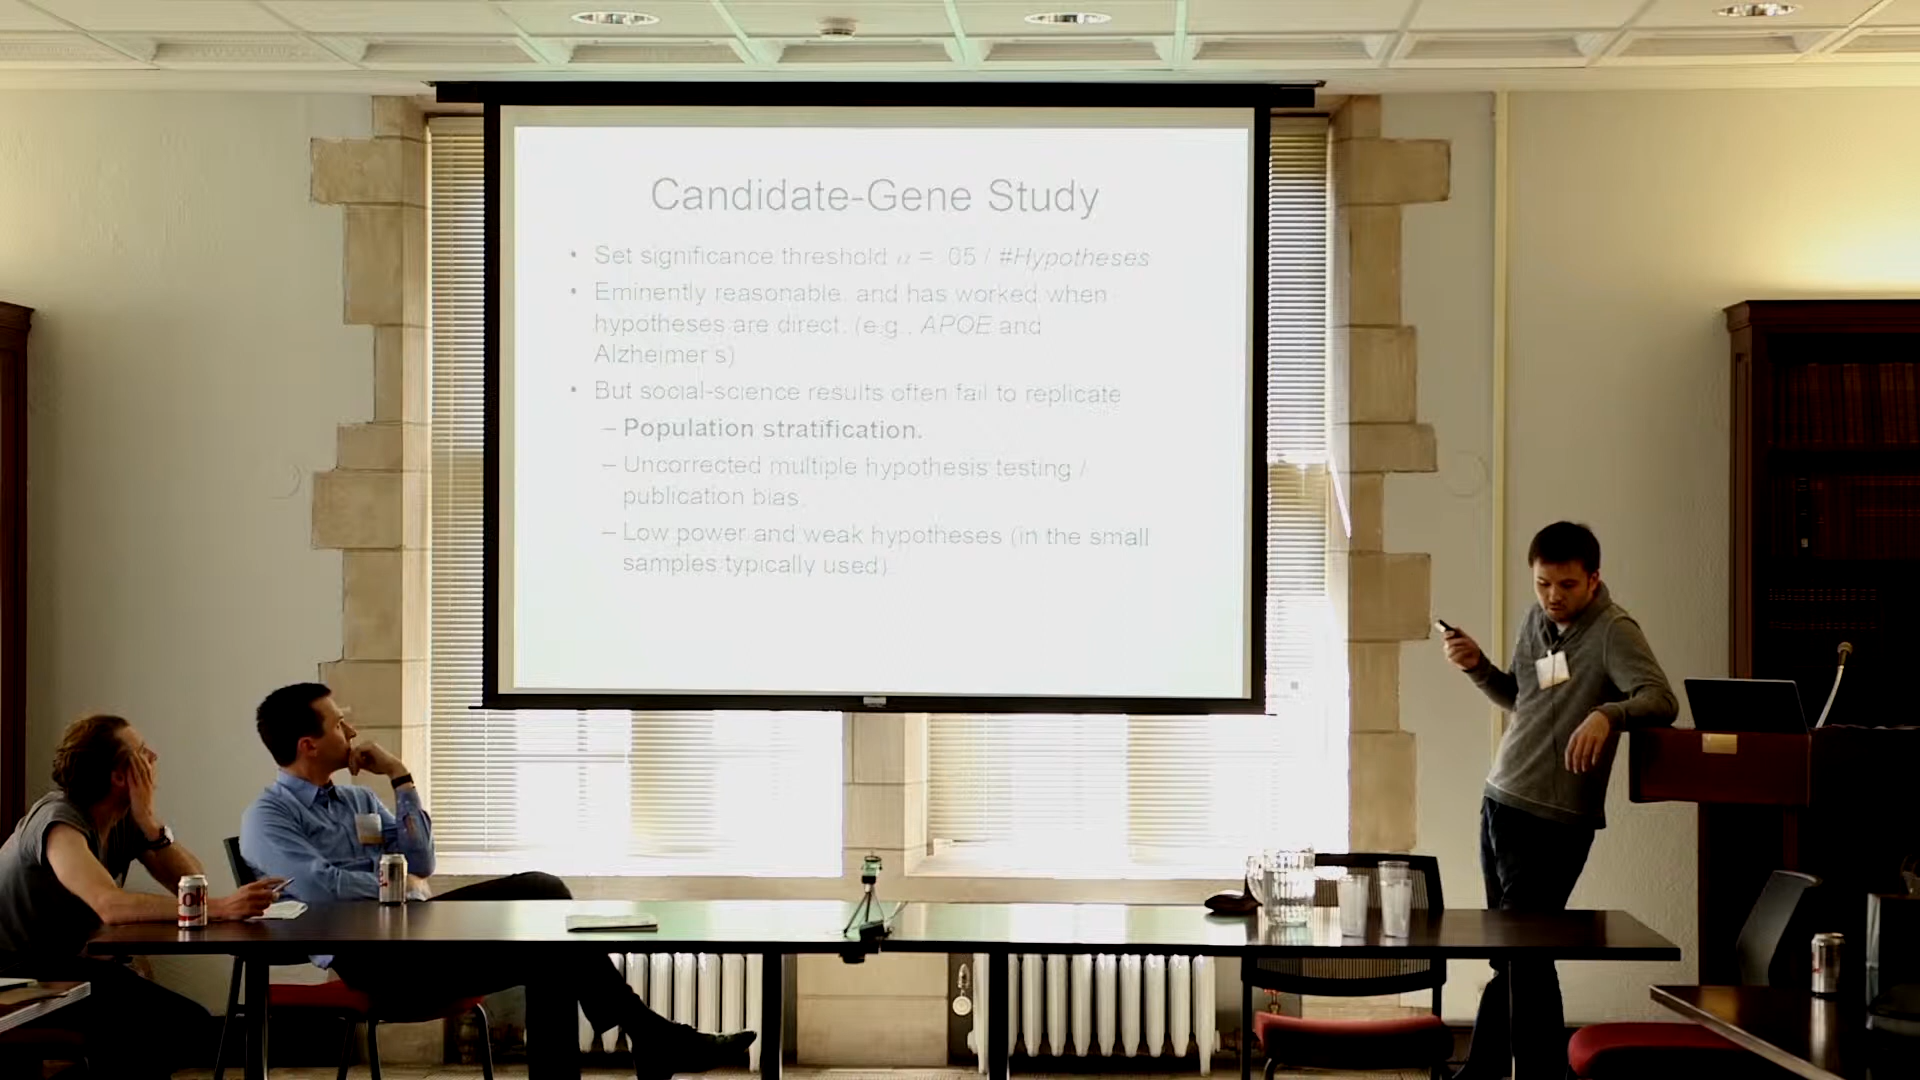 Candidate-Gene Study
• Set significance threshold α = .05 / #Hypotheses
• Eminently reasonable, and has worked when
hypotheses are direct. (e.g., APOE and
Alzheimer's)
• But social-science results often fail to replicate
– Population stratification.
– Uncorrected multiple hypothesis testing /
publication bias.
– Low power and weak hypotheses (in the small
samples typically used).